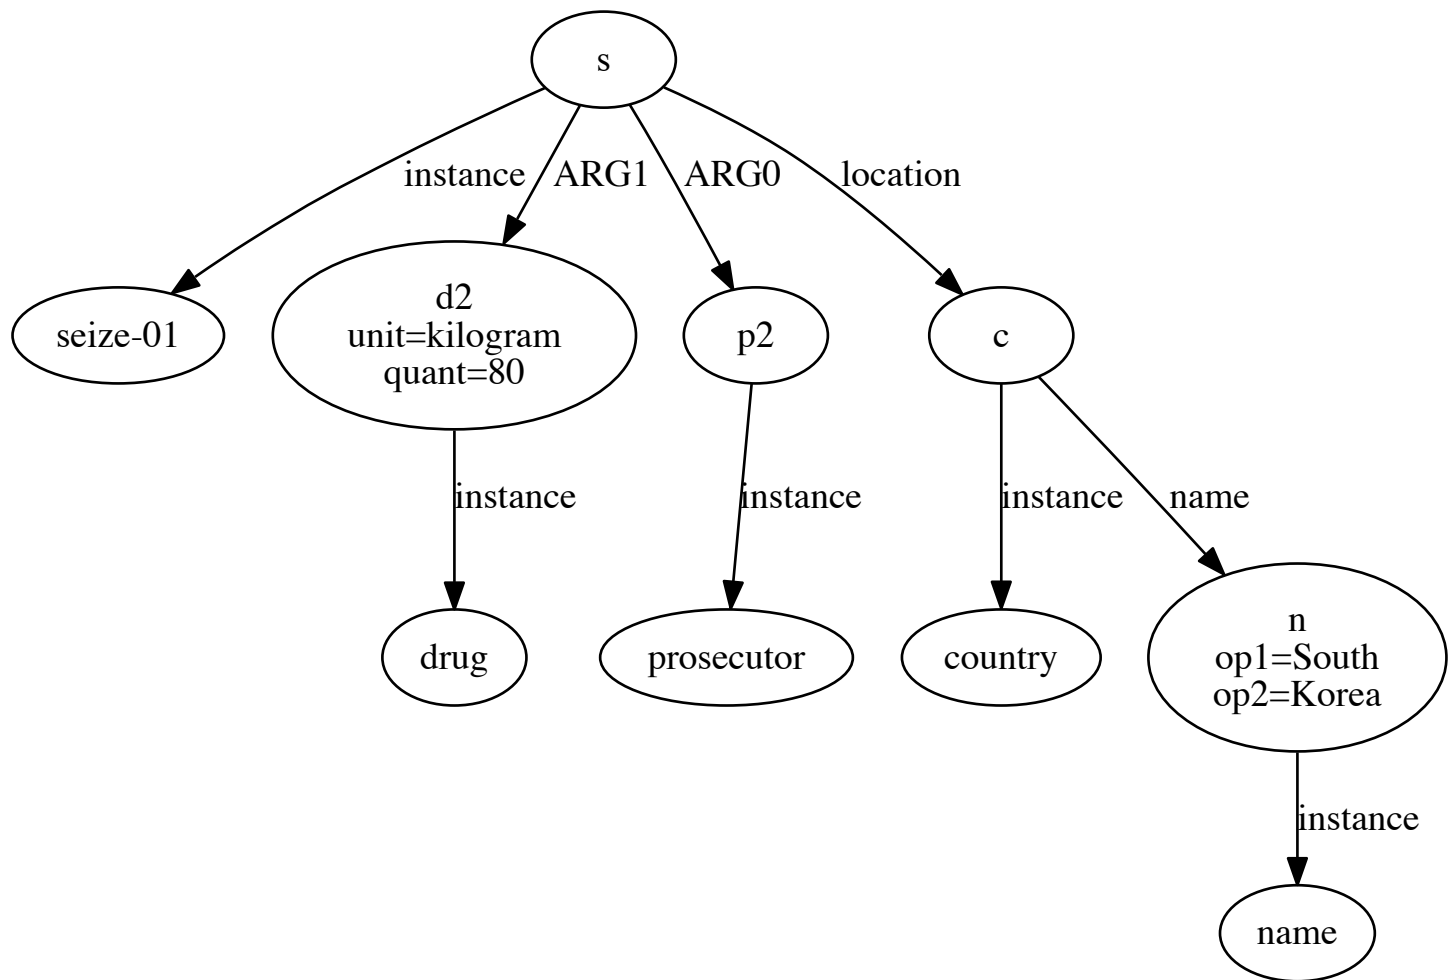 s
instance
ARG1
ARG0
location
seize-01
d2
unit=kilogram
quant=80
p2
c
instance
instance
instance
name
drug
prosecutor
country
n
op1=South
op2=Korea
instance
name